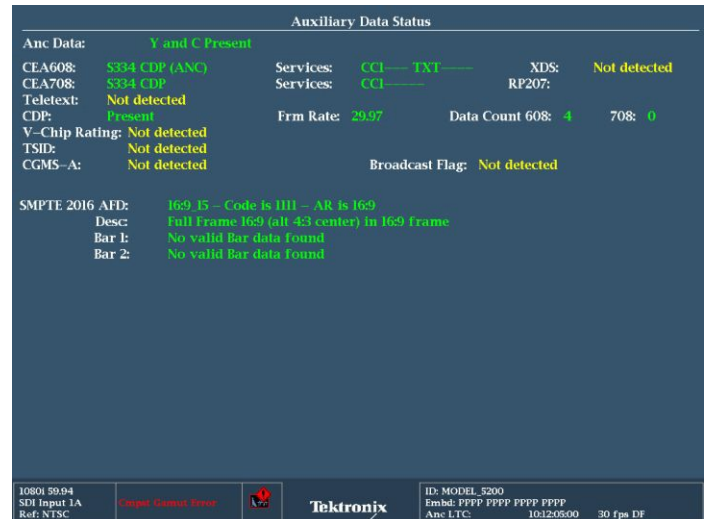 Auxiliary Data Status
Anc Data: Y and C Present
CEA608: S334 CDP (ANC) Services: CC1--- TXT---- XDS: Not detected
CEA708: S334 CDP Services: CC1----- RP207:
Teletext: Not detected
CDP: Present Frm Rate: 29.97 Data Count 608: 4 708: 0
V-Chip Rating: Not detected
TSID: Not detected
CGMS-A: Not detected Broadcast Flag: Not detected
SMPTE 2016 AFD: 16:9_15 - Code is 1111 - AR is 16:9
Desc: Full Frame 16:9 (alt 4:3 center) in 16:9 frame
Bar 1: No valid Bar data found
Bar 2: No valid Bar data found
1080i 59.94
SDI Input 1A
Ref: NTSC
Cmpst Gamut Error
Tektronix
ID: MODEL_5200
Embd: PPPP PPPP PPPP PPPP
Anc LTC: 10:12:05:00 30 fps DF